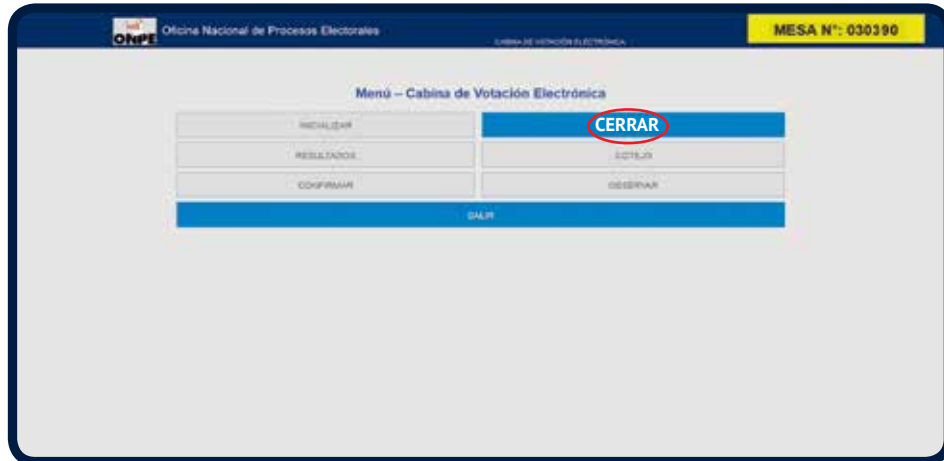 ONPE Oficina Nacional de Procesos Electorales
CABINA DE VOTACIÓN ELECTRÓNICA
MESA N°: 030390
Menú – Cabina de Votación Electrónica
INICIALIZAR
CERRAR
RESULTADOS
COTEJO
CONFIRMAR
OBSERVAR
SALIR